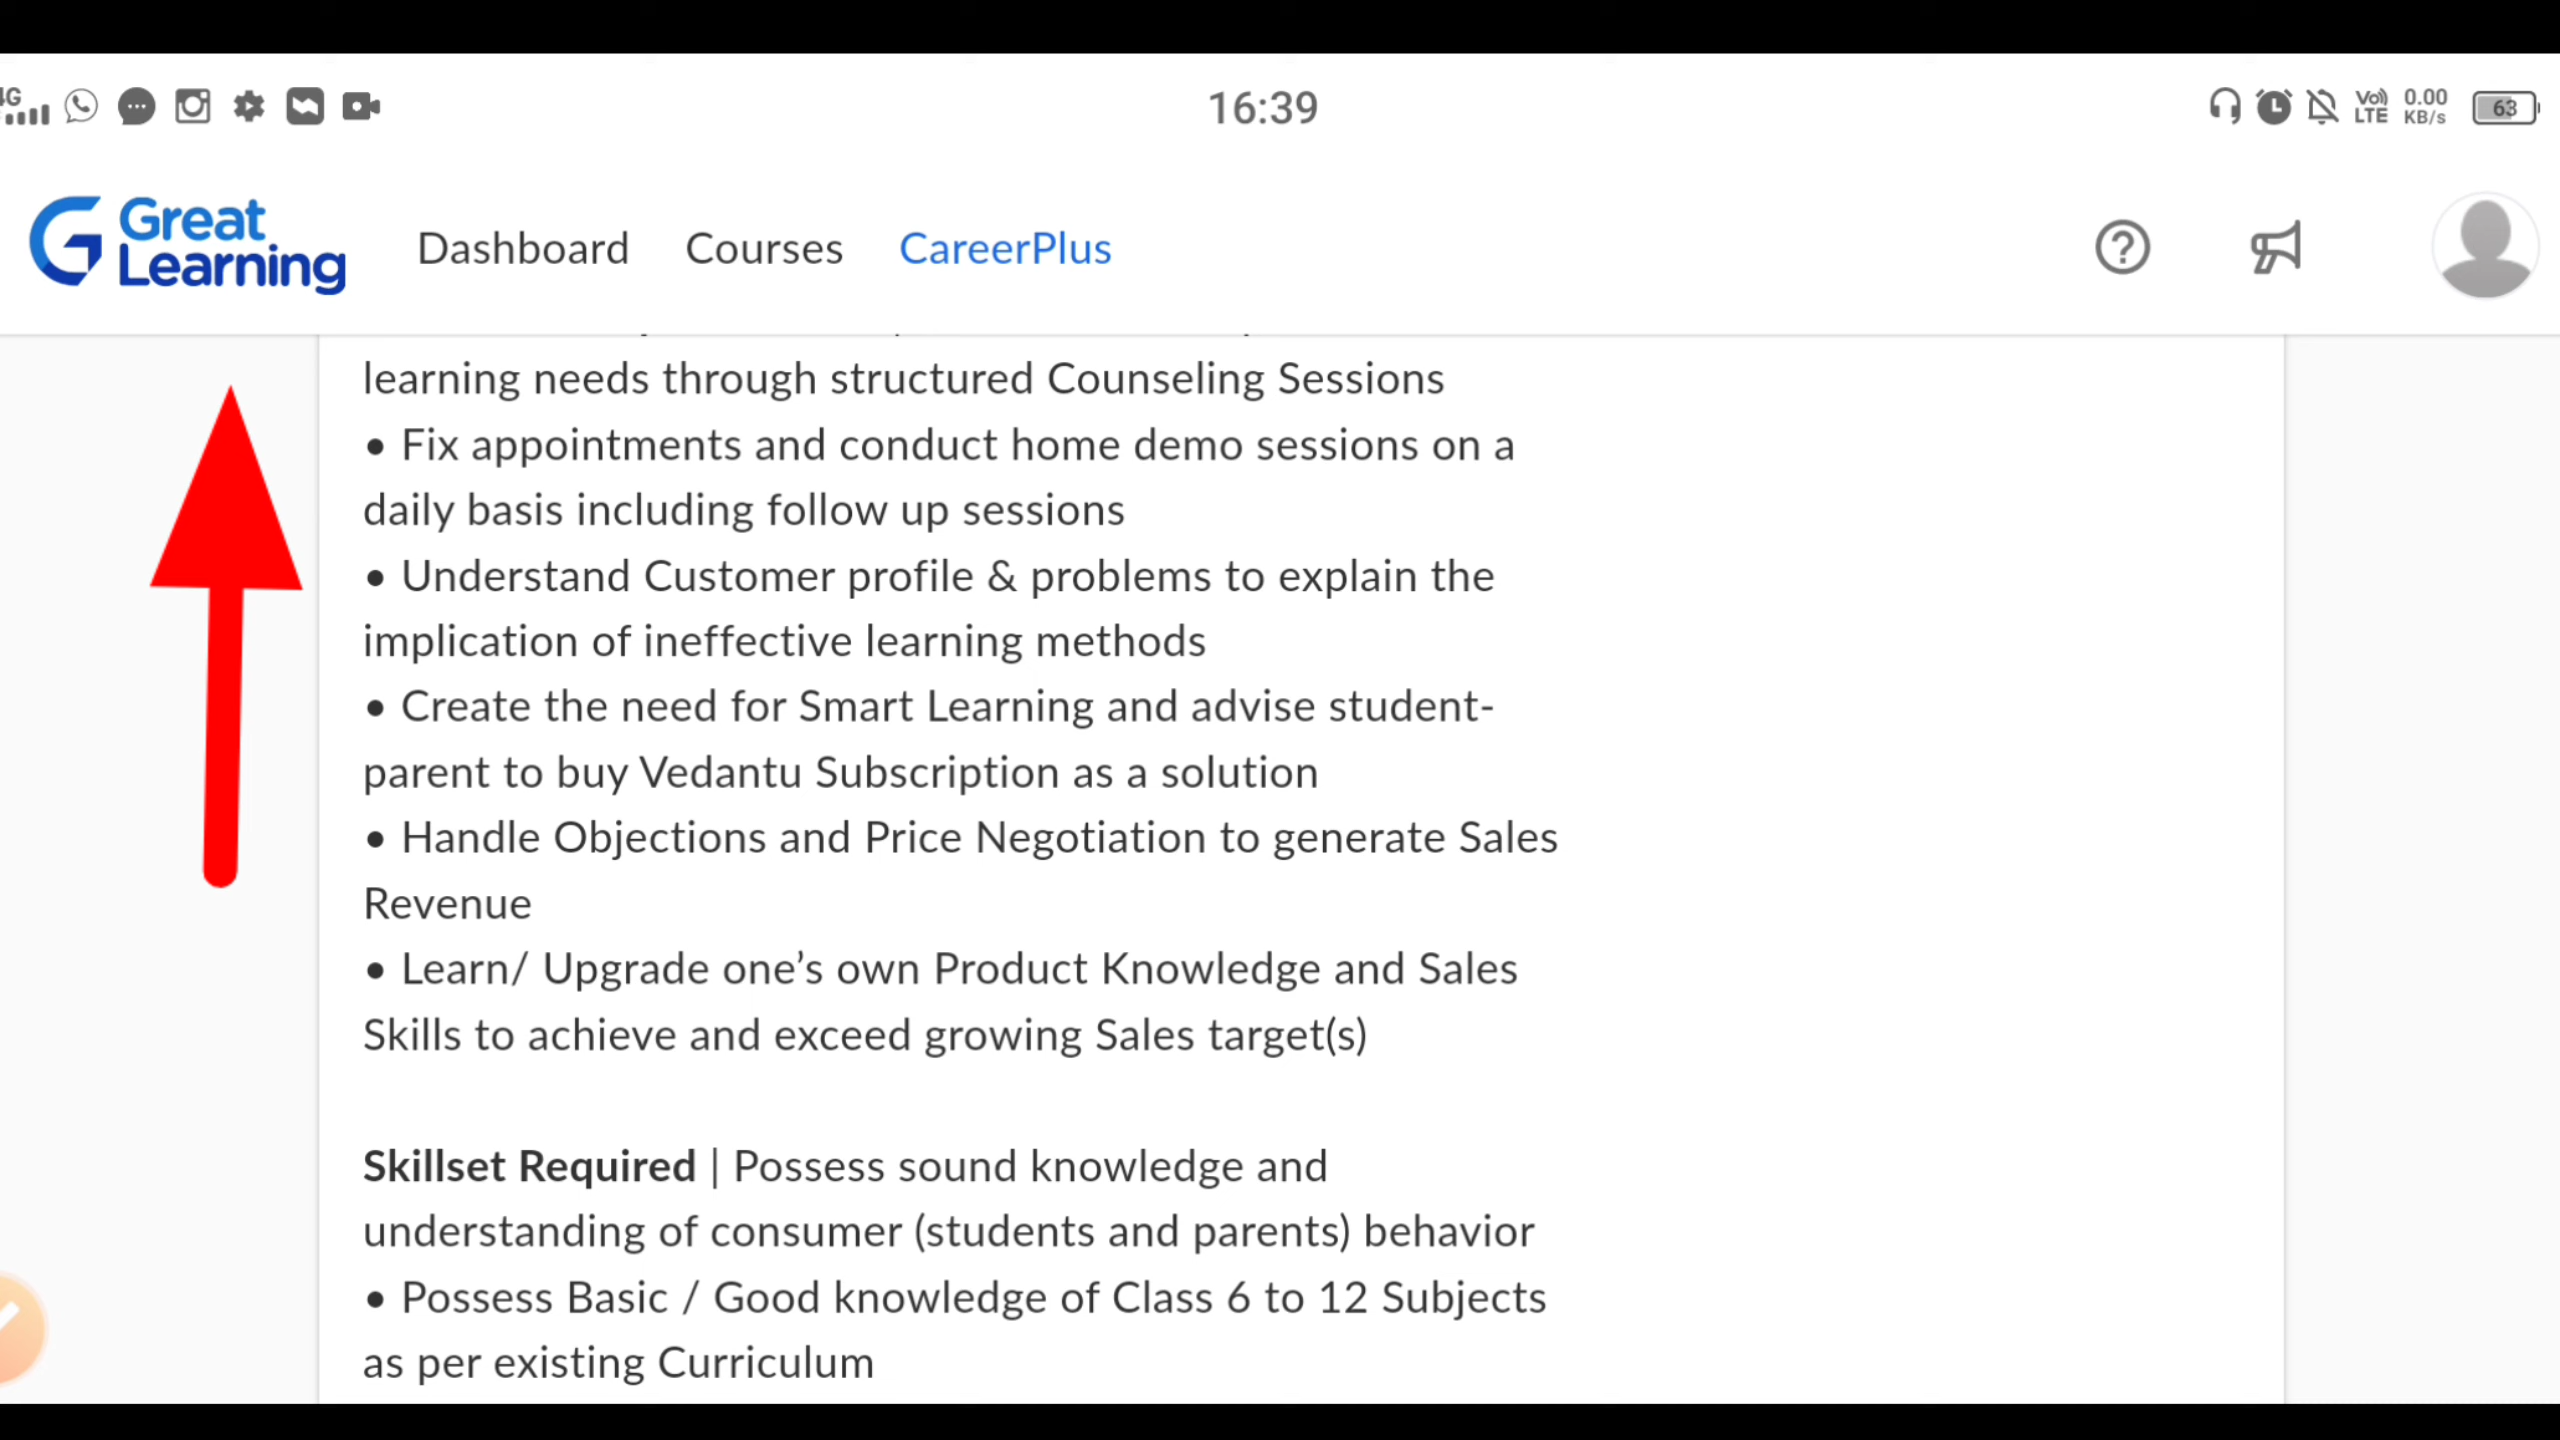 4G
16:39
Vo) LTE
0.00 KB/s
63
Great Learning
Dashboard
Courses
CareerPlus
learning needs through structured Counseling Sessions
• Fix appointments and conduct home demo sessions on a
daily basis including follow up sessions
• Understand Customer profile & problems to explain the
implication of ineffective learning methods
• Create the need for Smart Learning and advise student-
parent to buy Vedantu Subscription as a solution
• Handle Objections and Price Negotiation to generate Sales
Revenue
• Learn/ Upgrade one’s own Product Knowledge and Sales
Skills to achieve and exceed growing Sales target(s)
Skillset Required | Possess sound knowledge and
understanding of consumer (students and parents) behavior
• Possess Basic / Good knowledge of Class 6 to 12 Subjects
as per existing Curriculum